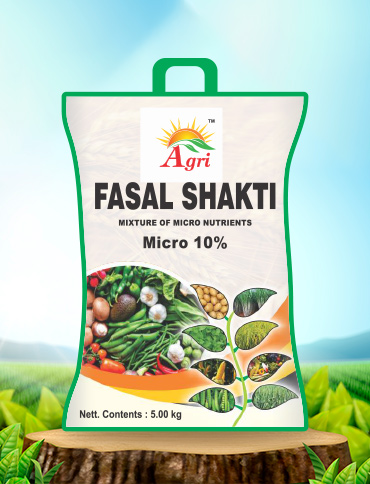 TM
Agri
FASAL SHAKTI
MIXTURE OF MICRO NUTRIENTS
Micro 10%
Nett. Contents : 5.00 kg